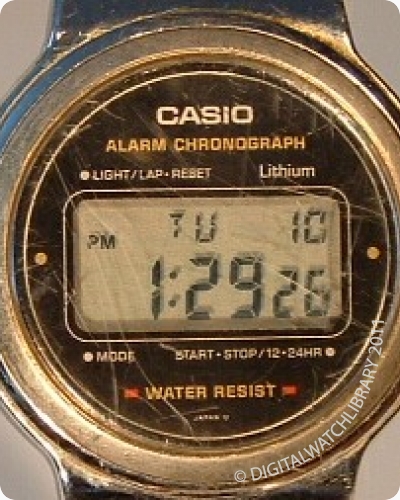 CASIO
ALARM CHRONOGRAPH
LIGHT/LAP•RESET Lithium
TU 10
PM 1:29 26
MODE START•STOP/12•24HR
WATER RESIST
JAPAN
© DIGITALWATCHLIBRARY 2011